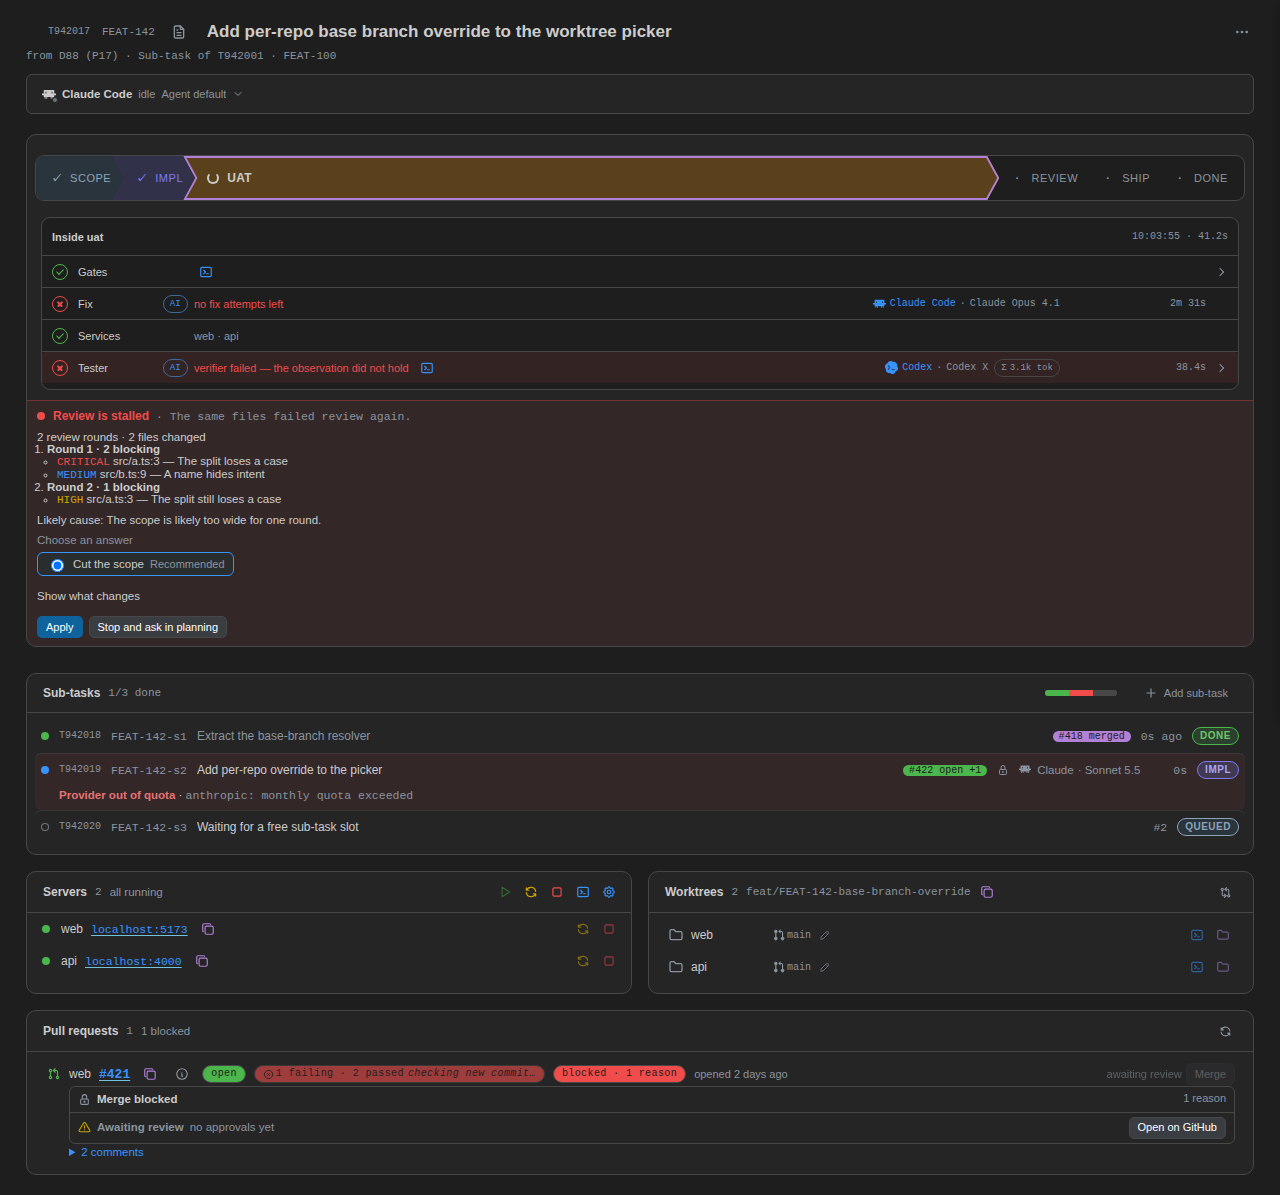 T942017 FEAT-142 Add per-repo base branch override to the worktree picker
from D88 (P17) · Sub-task of T942001 · FEAT-100
Claude Code idle Agent default
SCOPE IMPL UAT REVIEW SHIP DONE
Inside uat 10:03:55 · 41.2s
Gates
Fix AI no fix attempts left Claude Code · Claude Opus 4.1 2m 31s
Services web · api
Tester AI verifier failed — the observation did not hold Codex · Codex X Σ 3.1k tok 38.4s
Review is stalled · The same files failed review again.
2 review rounds · 2 files changed
1. Round 1 · 2 blocking
CRITICAL src/a.ts:3 — The split loses a case
MEDIUM src/b.ts:9 — A name hides intent
2. Round 2 · 1 blocking
HIGH src/a.ts:3 — The split still loses a case
Likely cause: The scope is likely too wide for one round.
Choose an answer
Cut the scope Recommended
Show what changes
Apply Stop and ask in planning
Sub-tasks 1/3 done Add sub-task
T942018 FEAT-142-s1 Extract the base-branch resolver #418 merged 0s ago DONE
T942019 FEAT-142-s2 Add per-repo override to the picker #422 open +1 Claude · Sonnet 5.5 0s IMPL
Provider out of quota · anthropic: monthly quota exceeded
T942020 FEAT-142-s3 Waiting for a free sub-task slot #2 QUEUED
Servers 2 all running
web localhost:5173
api localhost:4000
Worktrees 2 feat/FEAT-142-base-branch-override
web main
api main
Pull requests 1 1 blocked
web #421 open 1 failing · 2 passed checking new commit… blocked · 1 reason opened 2 days ago awaiting review Merge
Merge blocked 1 reason
Awaiting review no approvals yet Open on GitHub
2 comments